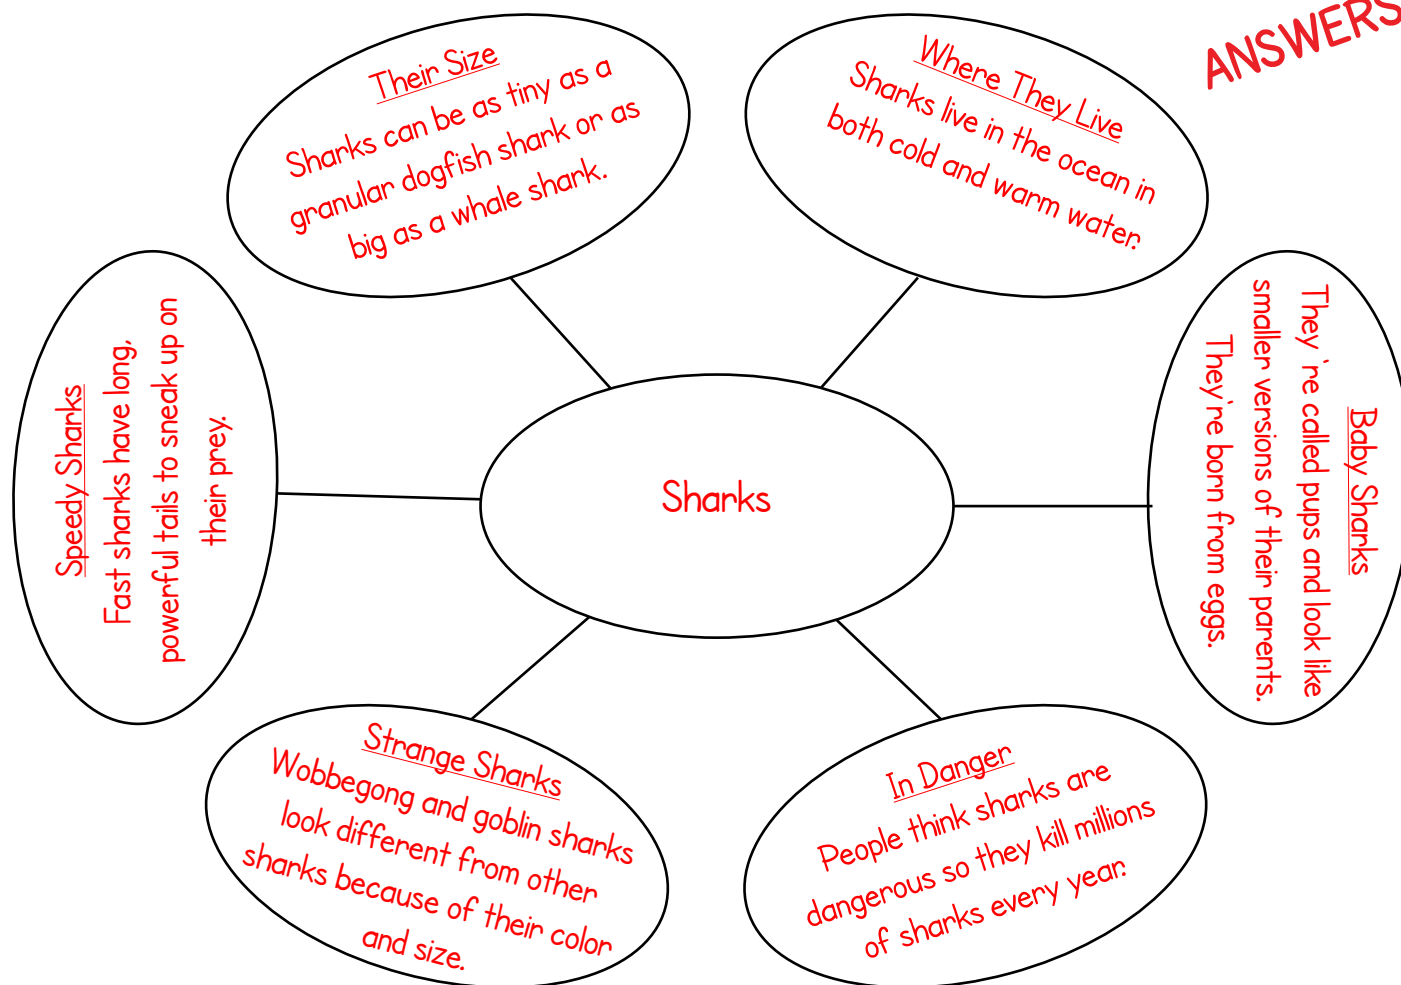 ANSWERS
Their Size
Sharks can be as tiny as a
granular dogfish shark or as
big as a whale shark.
Where They Live
Sharks live in the ocean in
both cold and warm water.
Speedy Sharks
Fast sharks have long,
powerful tails to sneak up on
their prey.
Sharks
Baby Sharks
They're called pups and look like
smaller versions of their parents.
They're born from eggs.
Strange Sharks
Wobbegong and goblin sharks
look different from other
sharks because of their color
and size.
In Danger
People think sharks are
dangerous so they kill millions
of sharks every year.